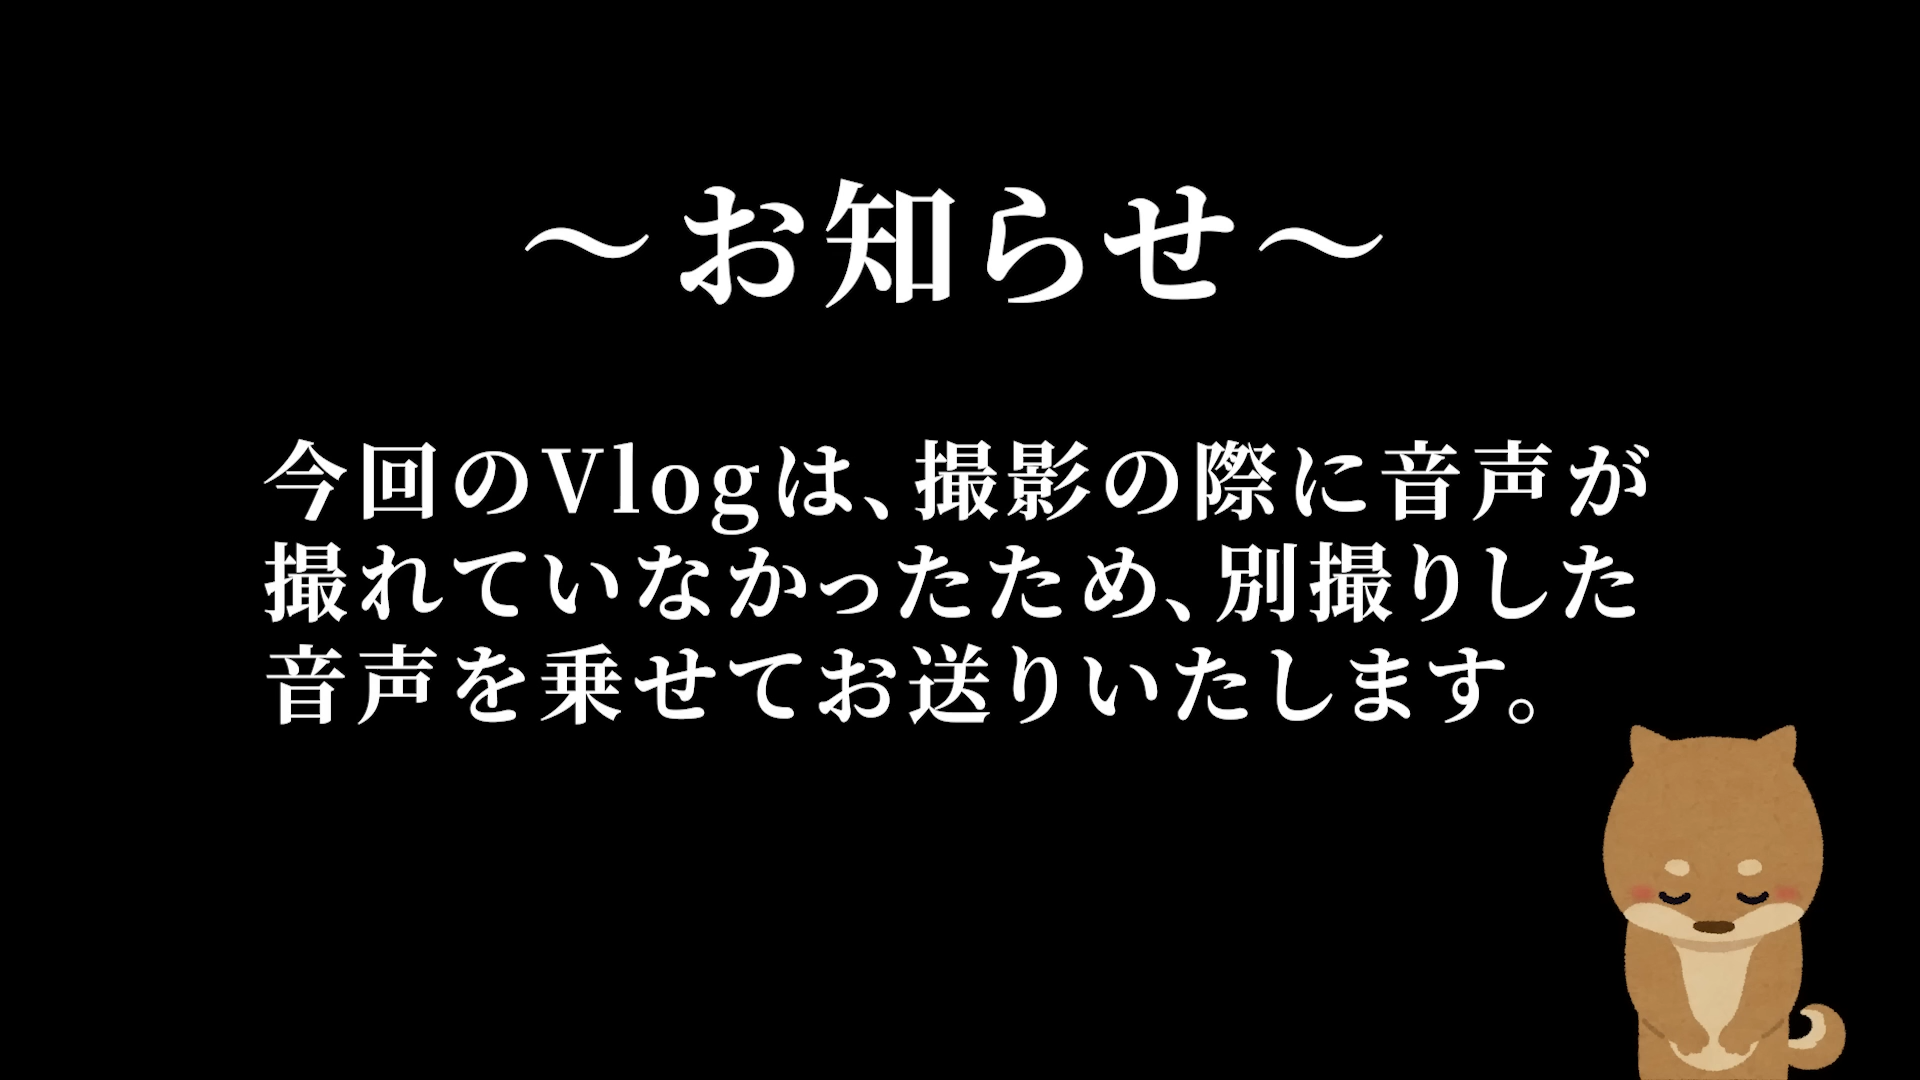 ～お知らせ～
今回のVlogは、撮影の際に音声が
撮れていなかったため、別撮りした
音声を乗せてお送りいたします。